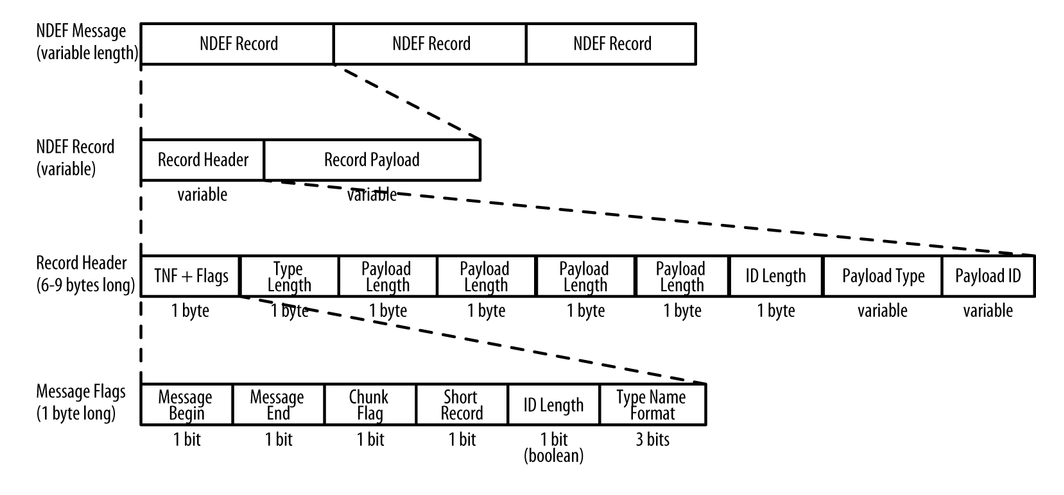 NDEF Message
(variable length)
NDEF Record
NDEF Record
NDEF Record
NDEF Record
(variable)
Record Header
Record Payload
variable
variable
Record Header
(6-9 bytes long)
TNF + Flags
Type
Length
Payload
Length
Payload
Length
Payload
Length
Payload
Length
ID Length
Payload Type
Payload ID
1 byte
1 byte
1 byte
1 byte
1 byte
1 byte
1 byte
variable
variable
Message Flags
(1 byte long)
Message
Begin
Message
End
Chunk
Flag
Short
Record
ID Length
Type Name
Format
1 bit
1 bit
1 bit
1 bit
1 bit
(boolean)
3 bits